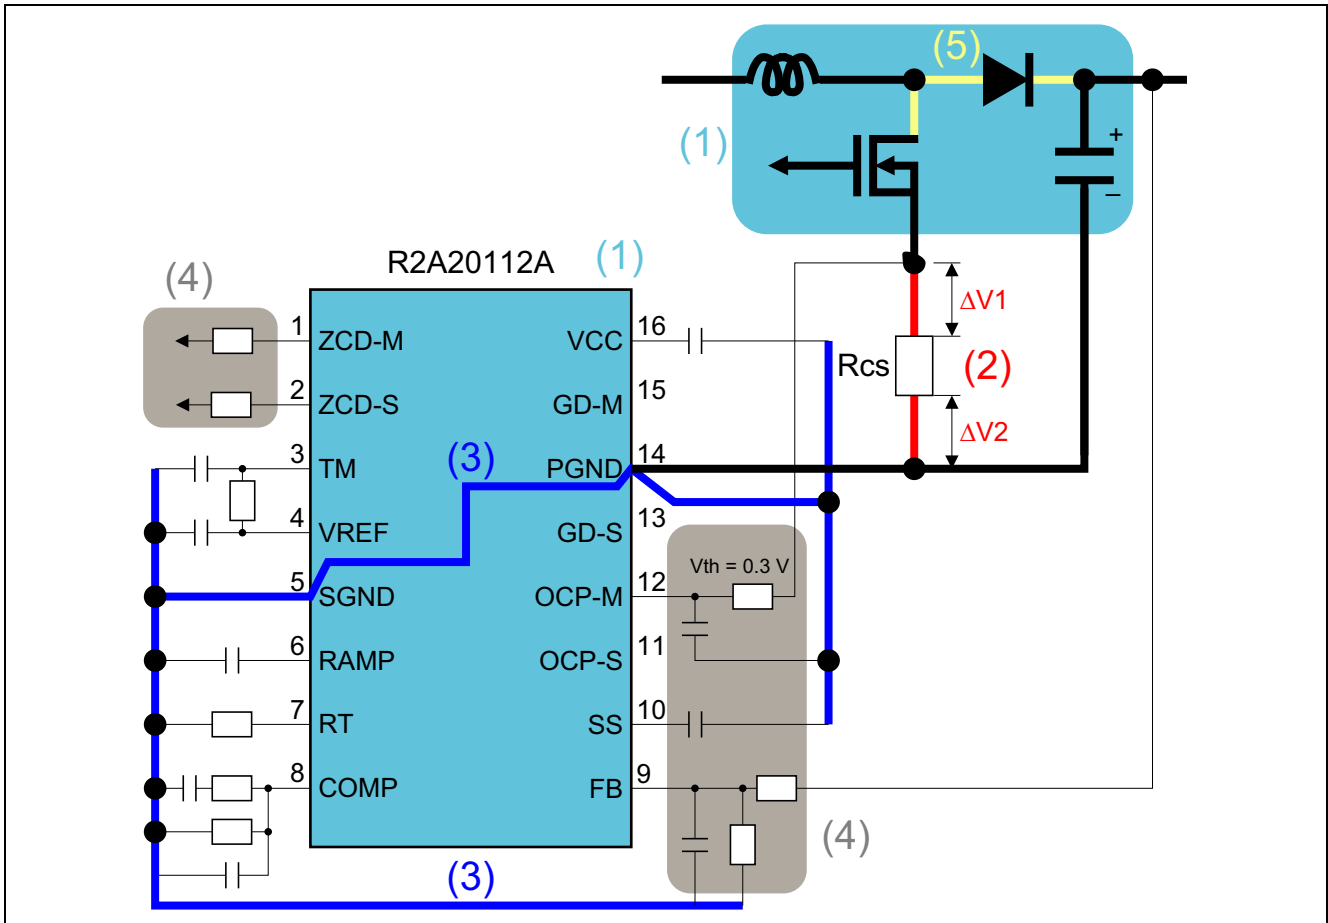 (5)
(1)
+
–
R2A20112A
(1)
(4)
ΔV1
1
ZCD-M
VCC
16
Rcs
(2)
2
ZCD-S
GD-M
15
ΔV2
3
TM
(3)
PGND
14
4
VREF
GD-S
13
Vth = 0.3 V
5
SGND
OCP-M
12
6
RAMP
OCP-S
11
7
RT
SS
10
8
COMP
FB
9
(4)
(3)